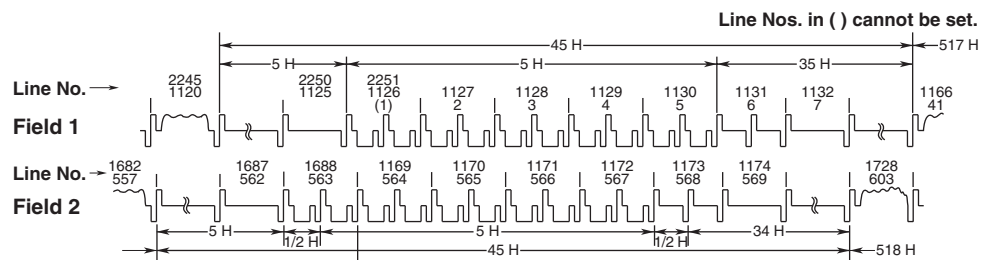 Line Nos. in ( ) cannot be set.
45 H
517 H
5 H
5 H
35 H
Line No.
2245 2250 2251
1120 1125 1126 1127 1128 1129 1130 1131 1132 1166
(1) 2 3 4 5 6 7 41
Field 1
Line No.
1682 1687 1688 1169 1170 1171 1172 1173 1174 1728
557 562 563 564 565 566 567 568 569 603
Field 2
5 H
1/2 H
5 H
1/2 H
34 H
45 H
518 H